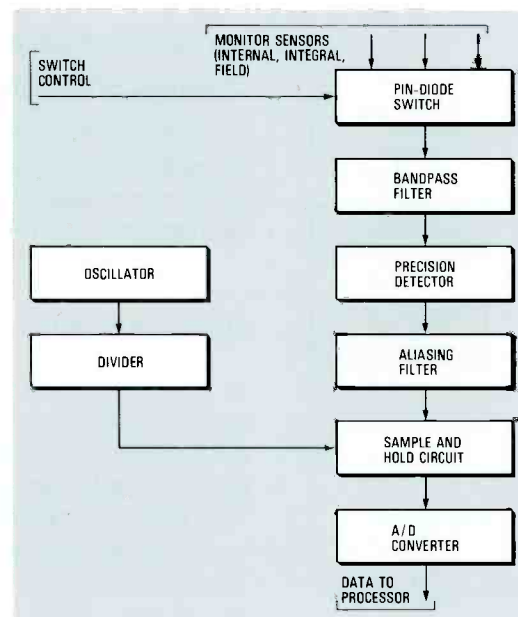 MONITOR SENSORS
(INTERNAL, INTEGRAL,
FIELD)
SWITCH
CONTROL
PIN-DIODE
SWITCH
BANDPASS
FILTER
OSCILLATOR
PRECISION
DETECTOR
DIVIDER
ALIASING
FILTER
SAMPLE AND
HOLD CIRCUIT
A/D
CONVERTER
DATA TO
PROCESSOR